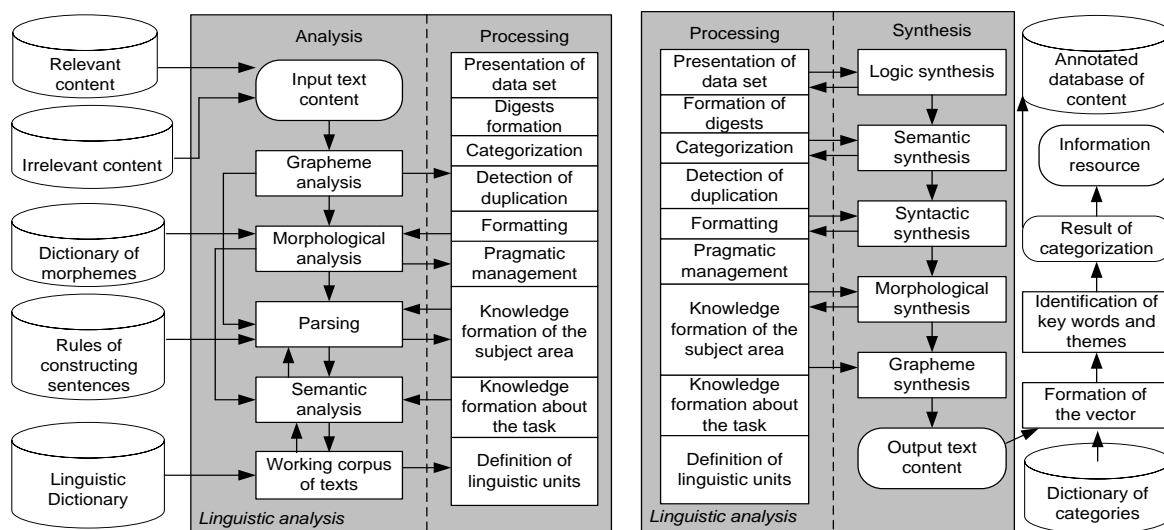 Relevant
content
Irrelevant content
Dictionary of
morphemes
Rules of
constructing
sentences
Linguistic
Dictionary
Analysis
Input text
content
Grapheme
analysis
Morphological
analysis
Parsing
Semantic
analysis
Working corpus
of texts
Linguistic analysis
Processing
Presentation of
data set
Digests
formation
Categorization
Detection of
duplication
Formatting
Pragmatic
management
Knowledge
formation of the
subject area
Knowledge
formation about
the task
Definition of
linguistic units
Processing
Presentation of
data set
Formation of
digests
Categorization
Detection of
duplication
Formatting
Pragmatic
management
Knowledge
formation of the
subject area
Knowledge
formation about
the task
Definition of
linguistic units
Linguistic analysis
Synthesis
Logic synthesis
Semantic
synthesis
Syntactic
synthesis
Morphological
synthesis
Grapheme
synthesis
Output text
content
Annotated
database of
content
Information
resource
Result of
categorization
Identification of
key words and
themes
Formation of
the vector
Dictionary of
categories